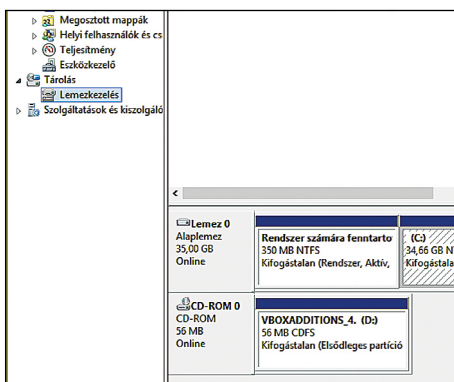 Megosztott mappák
Helyi felhasználók és cs
Teljesítmény
Eszközkezelő
Tárolás
Lemezkezelés
Szolgáltatások és kiszolgáló
Lemez 0
Alaplemez
35,00 GB
Online
Rendszer számára fenntarto
350 MB NTFS
Kifogástalan (Rendszer, Aktív,
(C:)
34,66 GB N
Kifogástala
CD-ROM 0
CD-ROM
56 MB
Online
VBOXADDITIONS_4. (D:)
56 MB CDFS
Kifogástalan (Elsődleges partíció